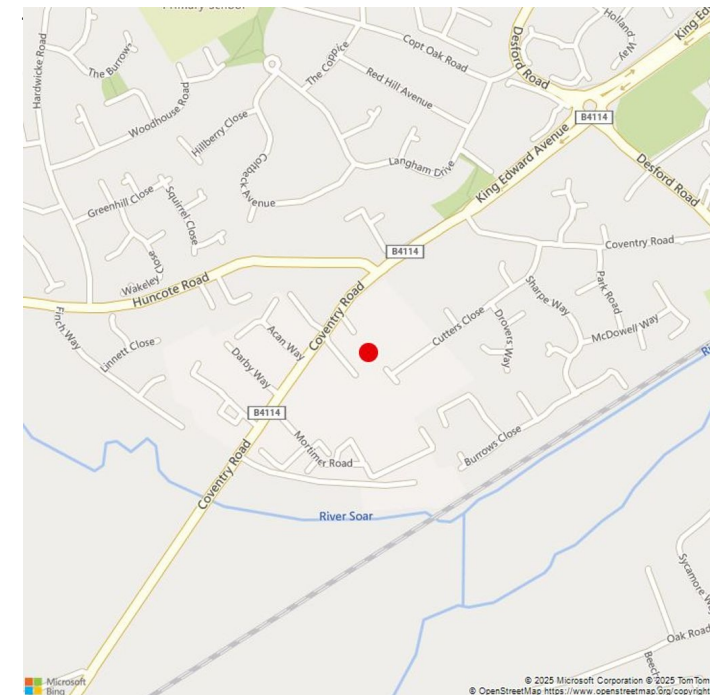 Primary School
Hardwicke Road
The Burrows
Woodhouse Road
Hillberry Close
The Coppice
Copt Oak Road
Red Hill Avenue
Desford Road
Holland Way
King Ed
B4114
King Edward Avenue
Desford Road
Langham Drive
Coltbeck Avenue
Greenhill Close
Squirrel Close
Wakeley Close
Huncote Road
B4114
Coventry Road
Coventry Road
Park Road
Sharpe Way
McDowell Way
Drovers Way
Cutters Close
Finch Way
Linnett Close
Acan Way
Darby Way
B4114
Mortimer Road
Burrows Close
Coventry Road
River Soar
Sycamore W
Oak Road
Beech
Microsoft
Bing
© 2025 Microsoft Corporation © 2025 TomTom
© OpenStreetMap https://www.openstreetmap.org/copyright